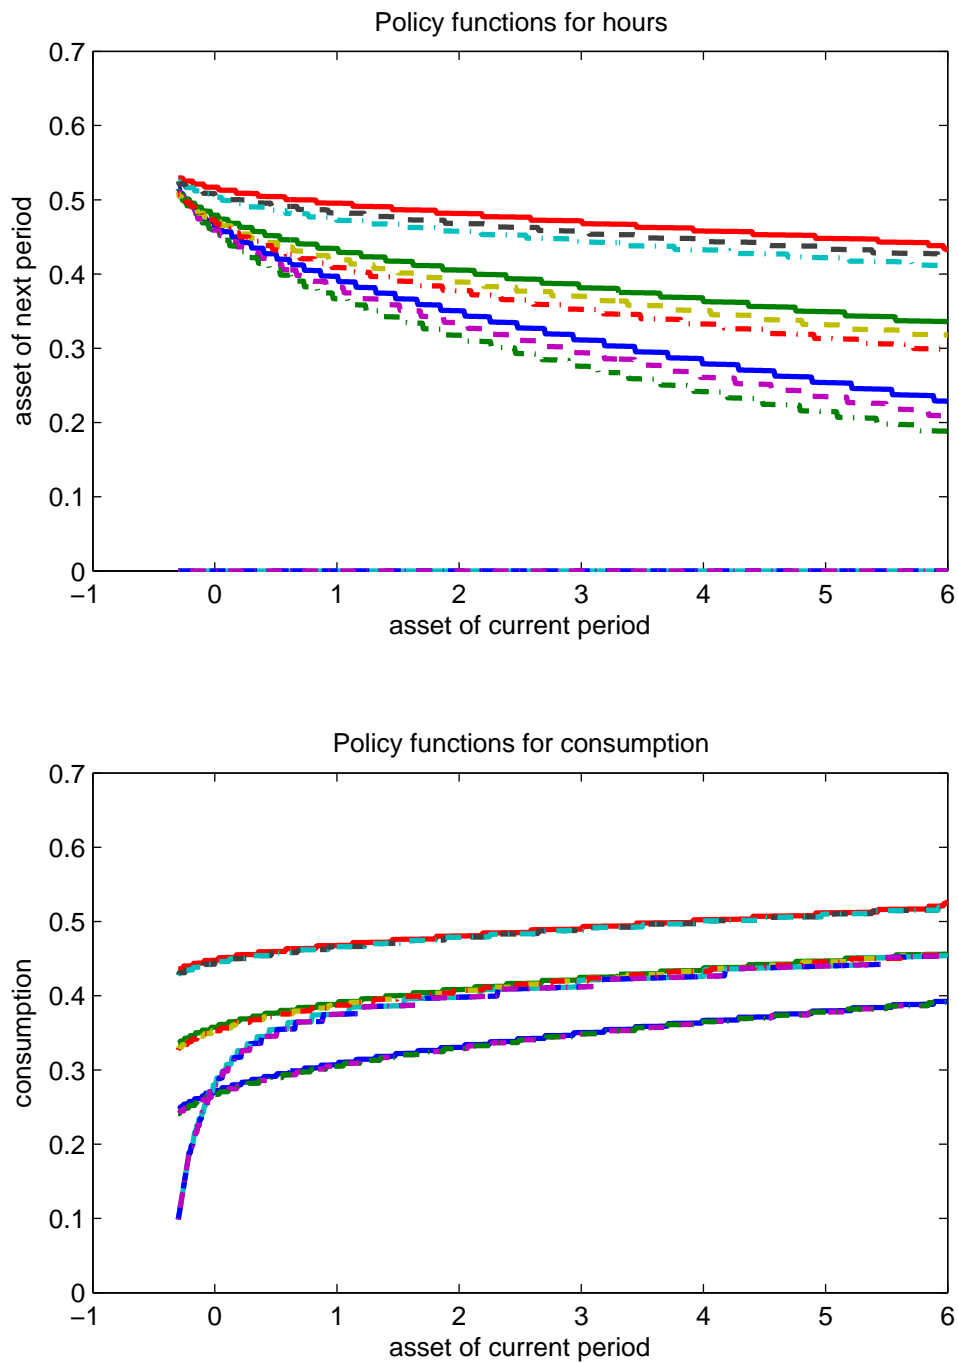 Policy functions for hours
0.7
0.6
0.5
0.4
0.3
0.2
0.1
0
asset of next period
−1 0 1 2 3 4 5 6
asset of current period
Policy functions for consumption
0.7
0.6
0.5
0.4
0.3
0.2
0.1
0
consumption
−1 0 1 2 3 4 5 6
asset of current period